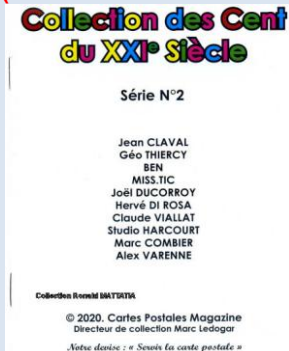 Collection des Cent
du XXIe Siècle
Série N°2
Jean CLAVAL
Géo THIERCY
BEN
MISS.TIC
Joël DUCORROY
Hervé DI ROSA
Claude VIALLAT
Studio HARCOURT
Marc COMBIER
Alex VARENNE
Collection Ronald MATTATIA
© 2020. Cartes Postales Magazine
Directeur de collection Marc Ledogar
Notre devise : « Servir la carte postale »